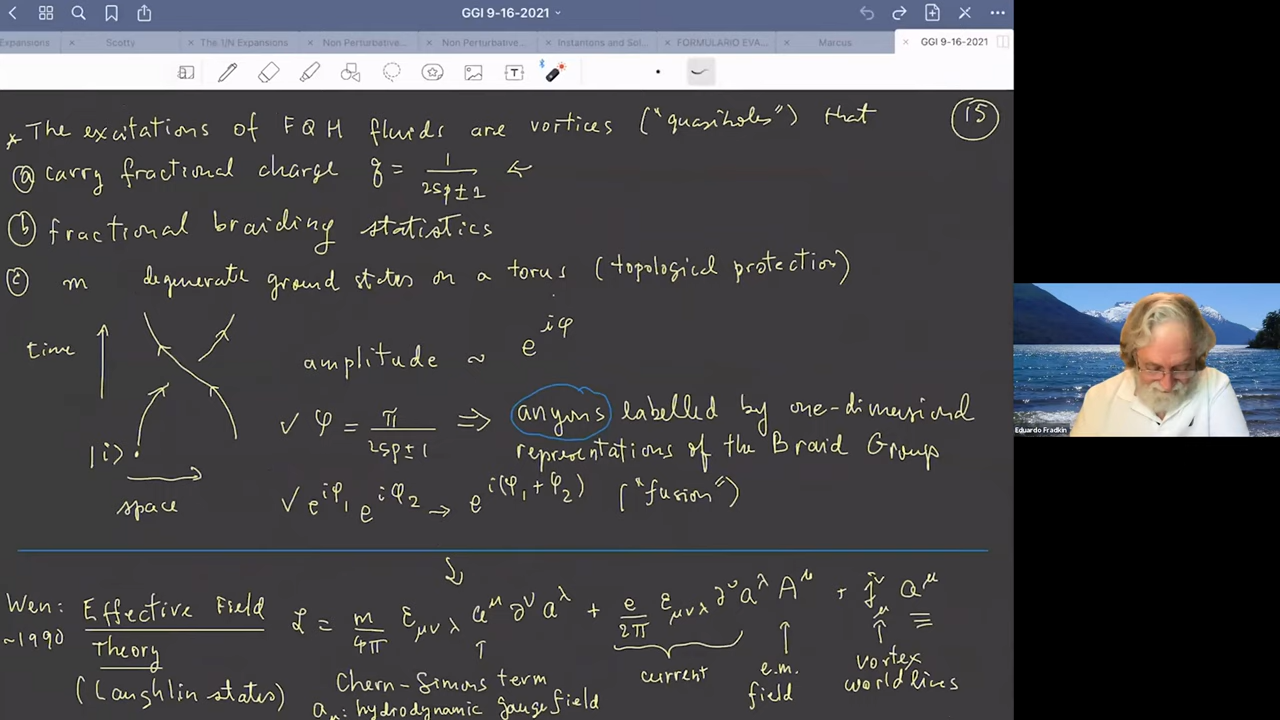 GGI 9-16-2021
Expansions
Scotty
The 1/N Expansions
Non Perturbative...
Non Perturbative...
Instantons and Sol...
FORMULARIO EVA...
Marcus
GGI 9-16-2021
* The excitations of FQH fluids are vortices ("quasiholes") that
15
(a) carry fractional charge q = 1/(2sp±1) ←
(b) fractional braiding statistics
(c) m degenerate ground states on a torus (topological protection)
time
amplitude ~ e^{iφ}
✓ φ = π/(2sp±1) ⇒ anyons labelled by one-dimensional
representations of the Braid Group
|i>
space
✓ e^{iφ₁} e^{iφ₂} → e^{i(φ₁+φ₂)} ("fusion")
Wen: Effective Field
~1990 Theory
(Laughlin states)
ℒ = m/4π ε_{μνλ} a^μ ∂^ν a^λ + e/2π ε_{μνλ} ∂^ν a^λ A^μ + j_μ a^μ
Chern-Simons term
a_μ: hydrodynamic gauge field
current
e.m.
field
vortex
world lines
Eduardo Fradkin